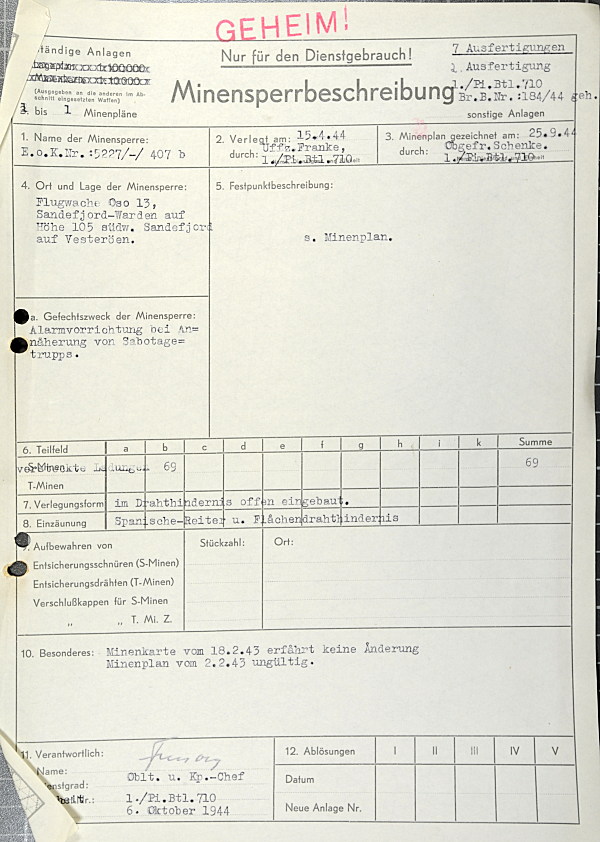 GEHEIM!
ständige Anlagen
Nur für den Dienstgebrauch!
7 Ausfertigungen
Ausfertigung
(Ausgegeben an die anderen im Ab-
schnitt eingesetzten Waffen)
Minensperrbeschreibung
1./Pi.Btl.710
Br.B.Nr.:184/44 geh.
bis 1 Minenpläne
sonstige Anlagen
1. Name der Minensperre:
E.o.K.Nr.:5227/-/ 407 b
2. Verlegt am: 15.4.44
durch: Uffz.Franke,
1./Pi.Btl.710
3. Minenplan gezeichnet am: 25.9.44
durch: Obgefr.Schenke.
1./Pi.Btl.710
4. Ort und Lage der Minensperre:
Flugwache Oso 13,
Sandefjord-Warden auf
Höhe 105 südw. Sandefjord
auf Vesteröen.
5. Festpunktbeschreibung:
s. Minenplan.
a. Gefechtszweck der Minensperre:
Alarmvorrichtung bei An=
näherung von Sabotage=
trupps.
6. Teilfeld a b c d e f g h i k Summe
S-Minen 69 69
T-Minen
7. Verlegungsform im Drahthindernis offen eingebaut.
8. Einzäunung Spanische-Reiter u. Flächendrahthindernis
9. Aufbewahren von
Stückzahl:
Ort:
Entsicherungsschnüren (S-Minen)
Entsicherungsdrähten (T-Minen)
Verschlußkappen für S-Minen
„ „ T. Mi. Z.
10. Besonderes: Minenkarte vom 18.2.43 erfährt keine Änderung
Minenplan vom 2.2.43 ungültig.
11. Verantwortlich:
Name:
Oblt. u. Kp.-Chef
enstgrad:
1./Pi.Btl.710
6. Oktober 1944
12. Ablösungen I II III IV V
Datum
Neue Anlage Nr.